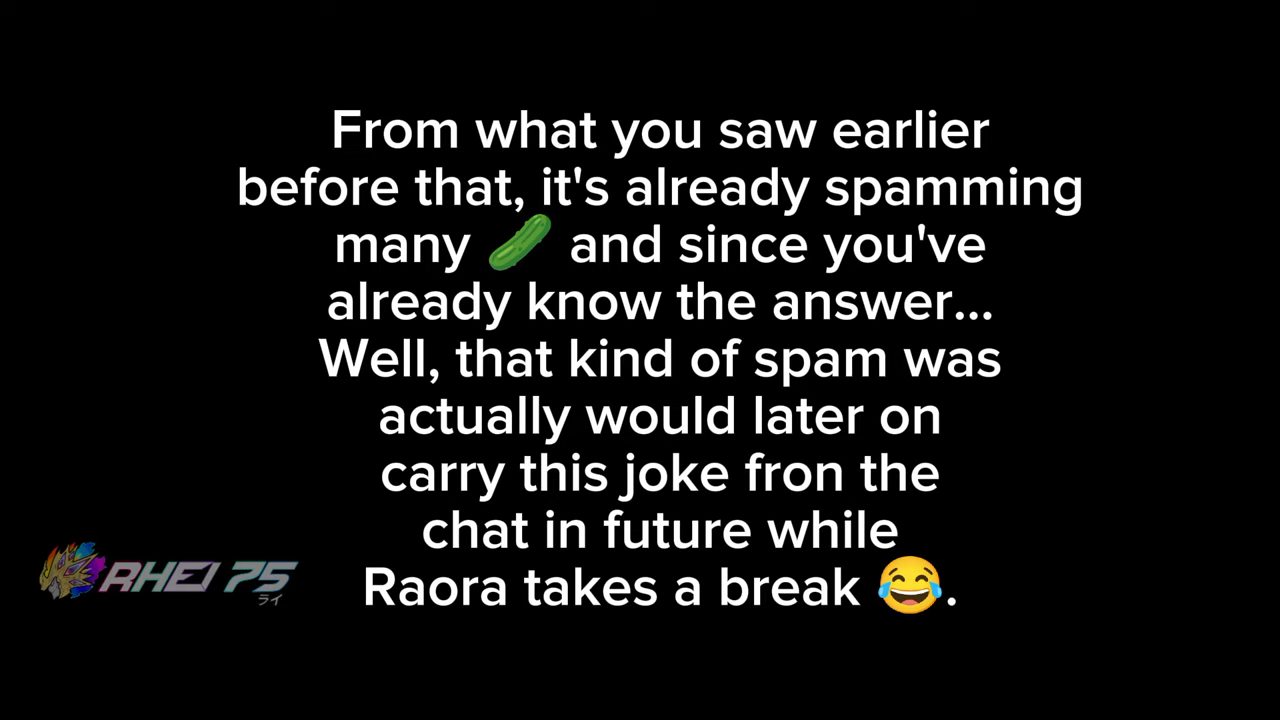 From what you saw earlier
before that, it's already spamming
many 🥒 and since you've
already know the answer...
Well, that kind of spam was
actually would later on
carry this joke fron the
chat in future while
Raora takes a break 😂.
RHEI 75
ライ